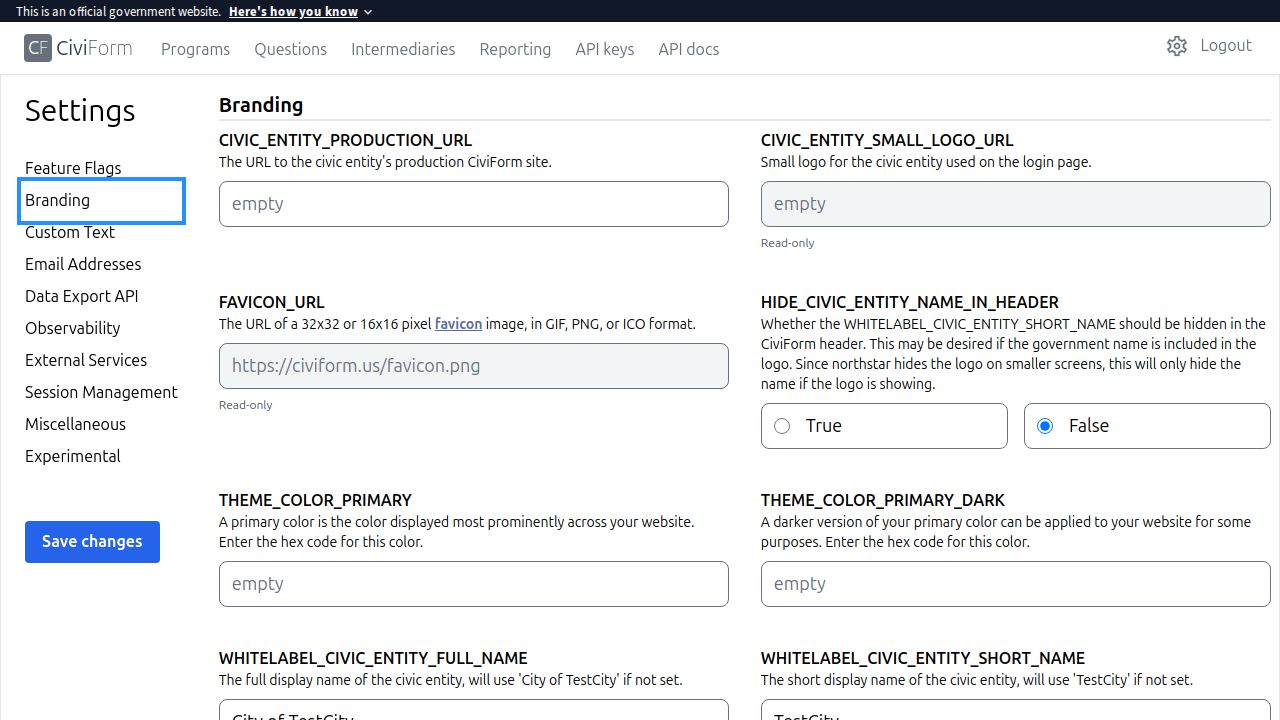 This is an official government website. Here's how you know
CF CiviForm Programs Questions Intermediaries Reporting API keys API docs Logout
Settings
Feature Flags
Branding
Custom Text
Email Addresses
Data Export API
Observability
External Services
Session Management
Miscellaneous
Experimental
Save changes
Branding
CIVIC_ENTITY_PRODUCTION_URL
The URL to the civic entity's production CiviForm site.
empty
CIVIC_ENTITY_SMALL_LOGO_URL
Small logo for the civic entity used on the login page.
empty
Read-only
FAVICON_URL
The URL of a 32x32 or 16x16 pixel favicon image, in GIF, PNG, or ICO format.
https://civiform.us/favicon.png
Read-only
HIDE_CIVIC_ENTITY_NAME_IN_HEADER
Whether the WHITELABEL_CIVIC_ENTITY_SHORT_NAME should be hidden in the
CiviForm header. This may be desired if the government name is included in the
logo. Since northstar hides the logo on smaller screens, this will only hide the
name if the logo is showing.
True False
THEME_COLOR_PRIMARY
A primary color is the color displayed most prominently across your website.
Enter the hex code for this color.
empty
THEME_COLOR_PRIMARY_DARK
A darker version of your primary color can be applied to your website for some
purposes. Enter the hex code for this color.
empty
WHITELABEL_CIVIC_ENTITY_FULL_NAME
The full display name of the civic entity, will use 'City of TestCity' if not set.
City of TestCity
WHITELABEL_CIVIC_ENTITY_SHORT_NAME
The short display name of the civic entity, will use 'TestCity' if not set.
TestCity